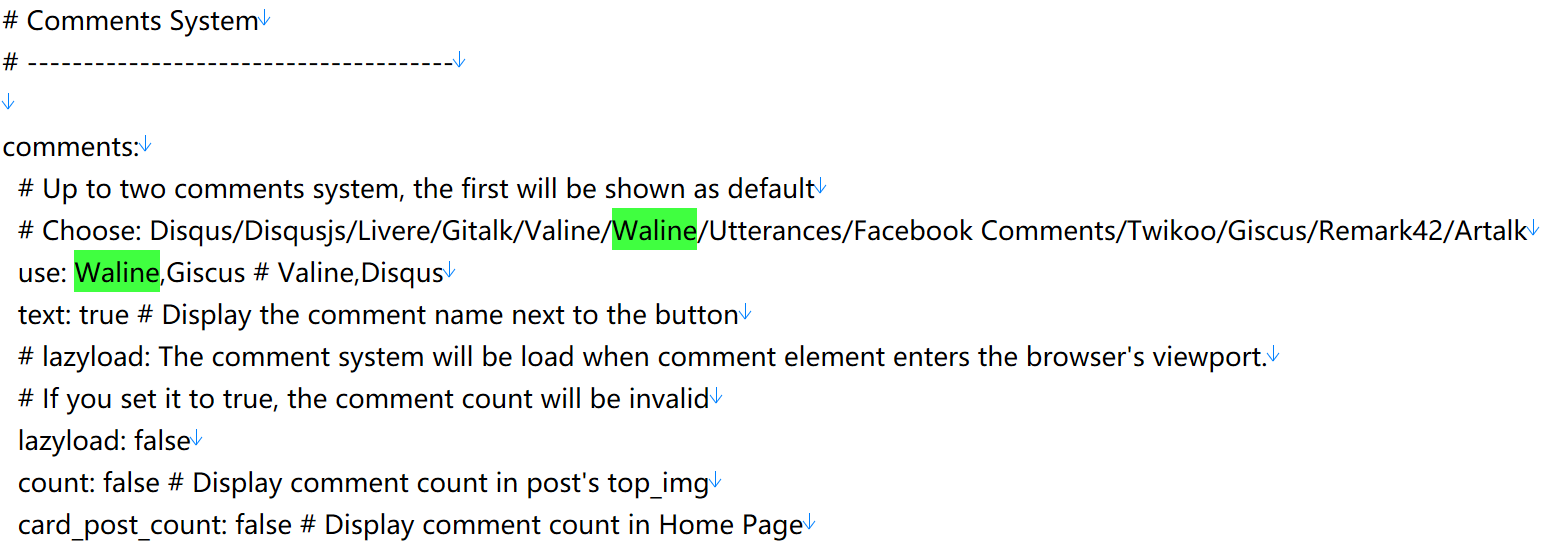 # Comments System
# --------------------------------------
comments:
# Up to two comments system, the first will be shown as default
# Choose: Disqus/Disqusjs/Livere/Gitalk/Valine/Waline/Utterances/Facebook Comments/Twikoo/Giscus/Remark42/Artalk
use: Waline,Giscus # Valine,Disqus
text: true # Display the comment name next to the button
# lazyload: The comment system will be load when comment element enters the browser's viewport.
# If you set it to true, the comment count will be invalid
lazyload: false
count: false # Display comment count in post's top_img
card_post_count: false # Display comment count in Home Page